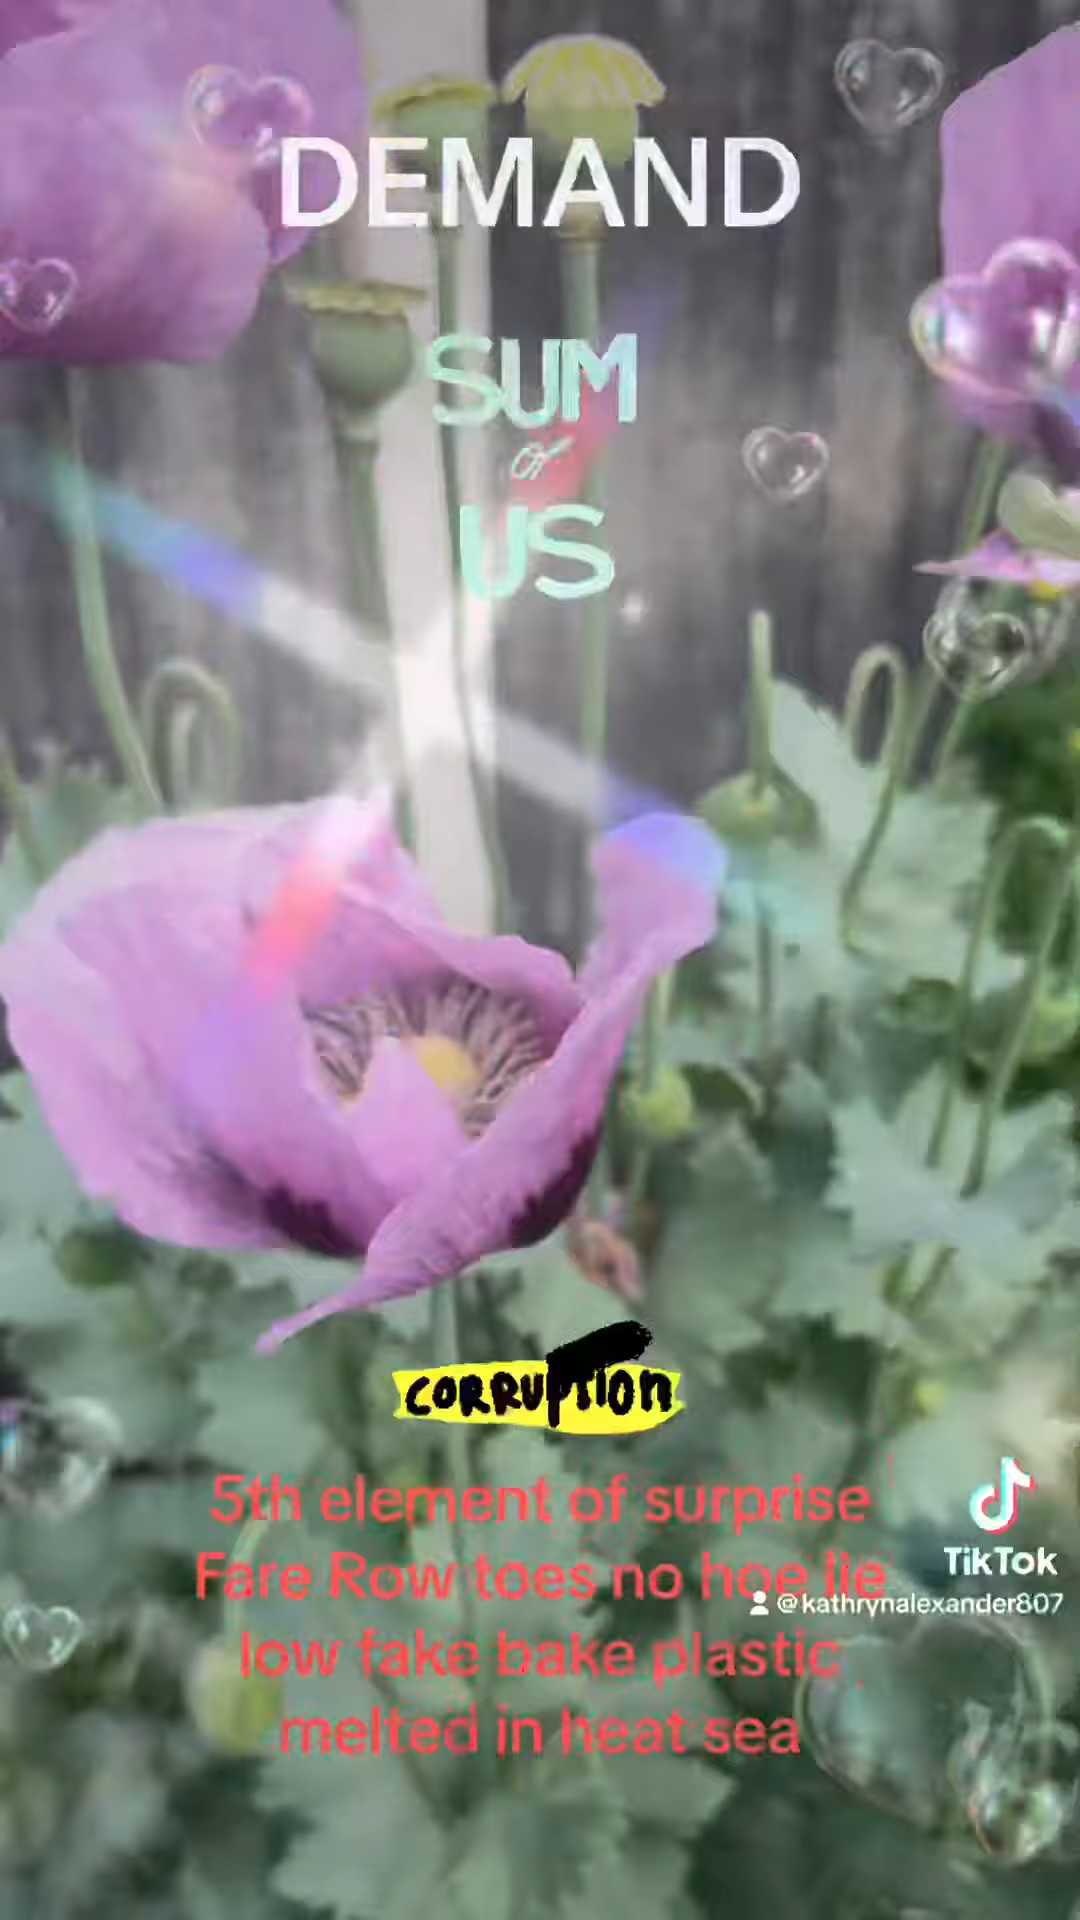 DEMAND
SUM
of
US
CORRUPTION
5th element of surprise
Fare Row toes no hoe lie
low fake bake plastic
melted in heat sea
TikTok
@kathrynalexander807